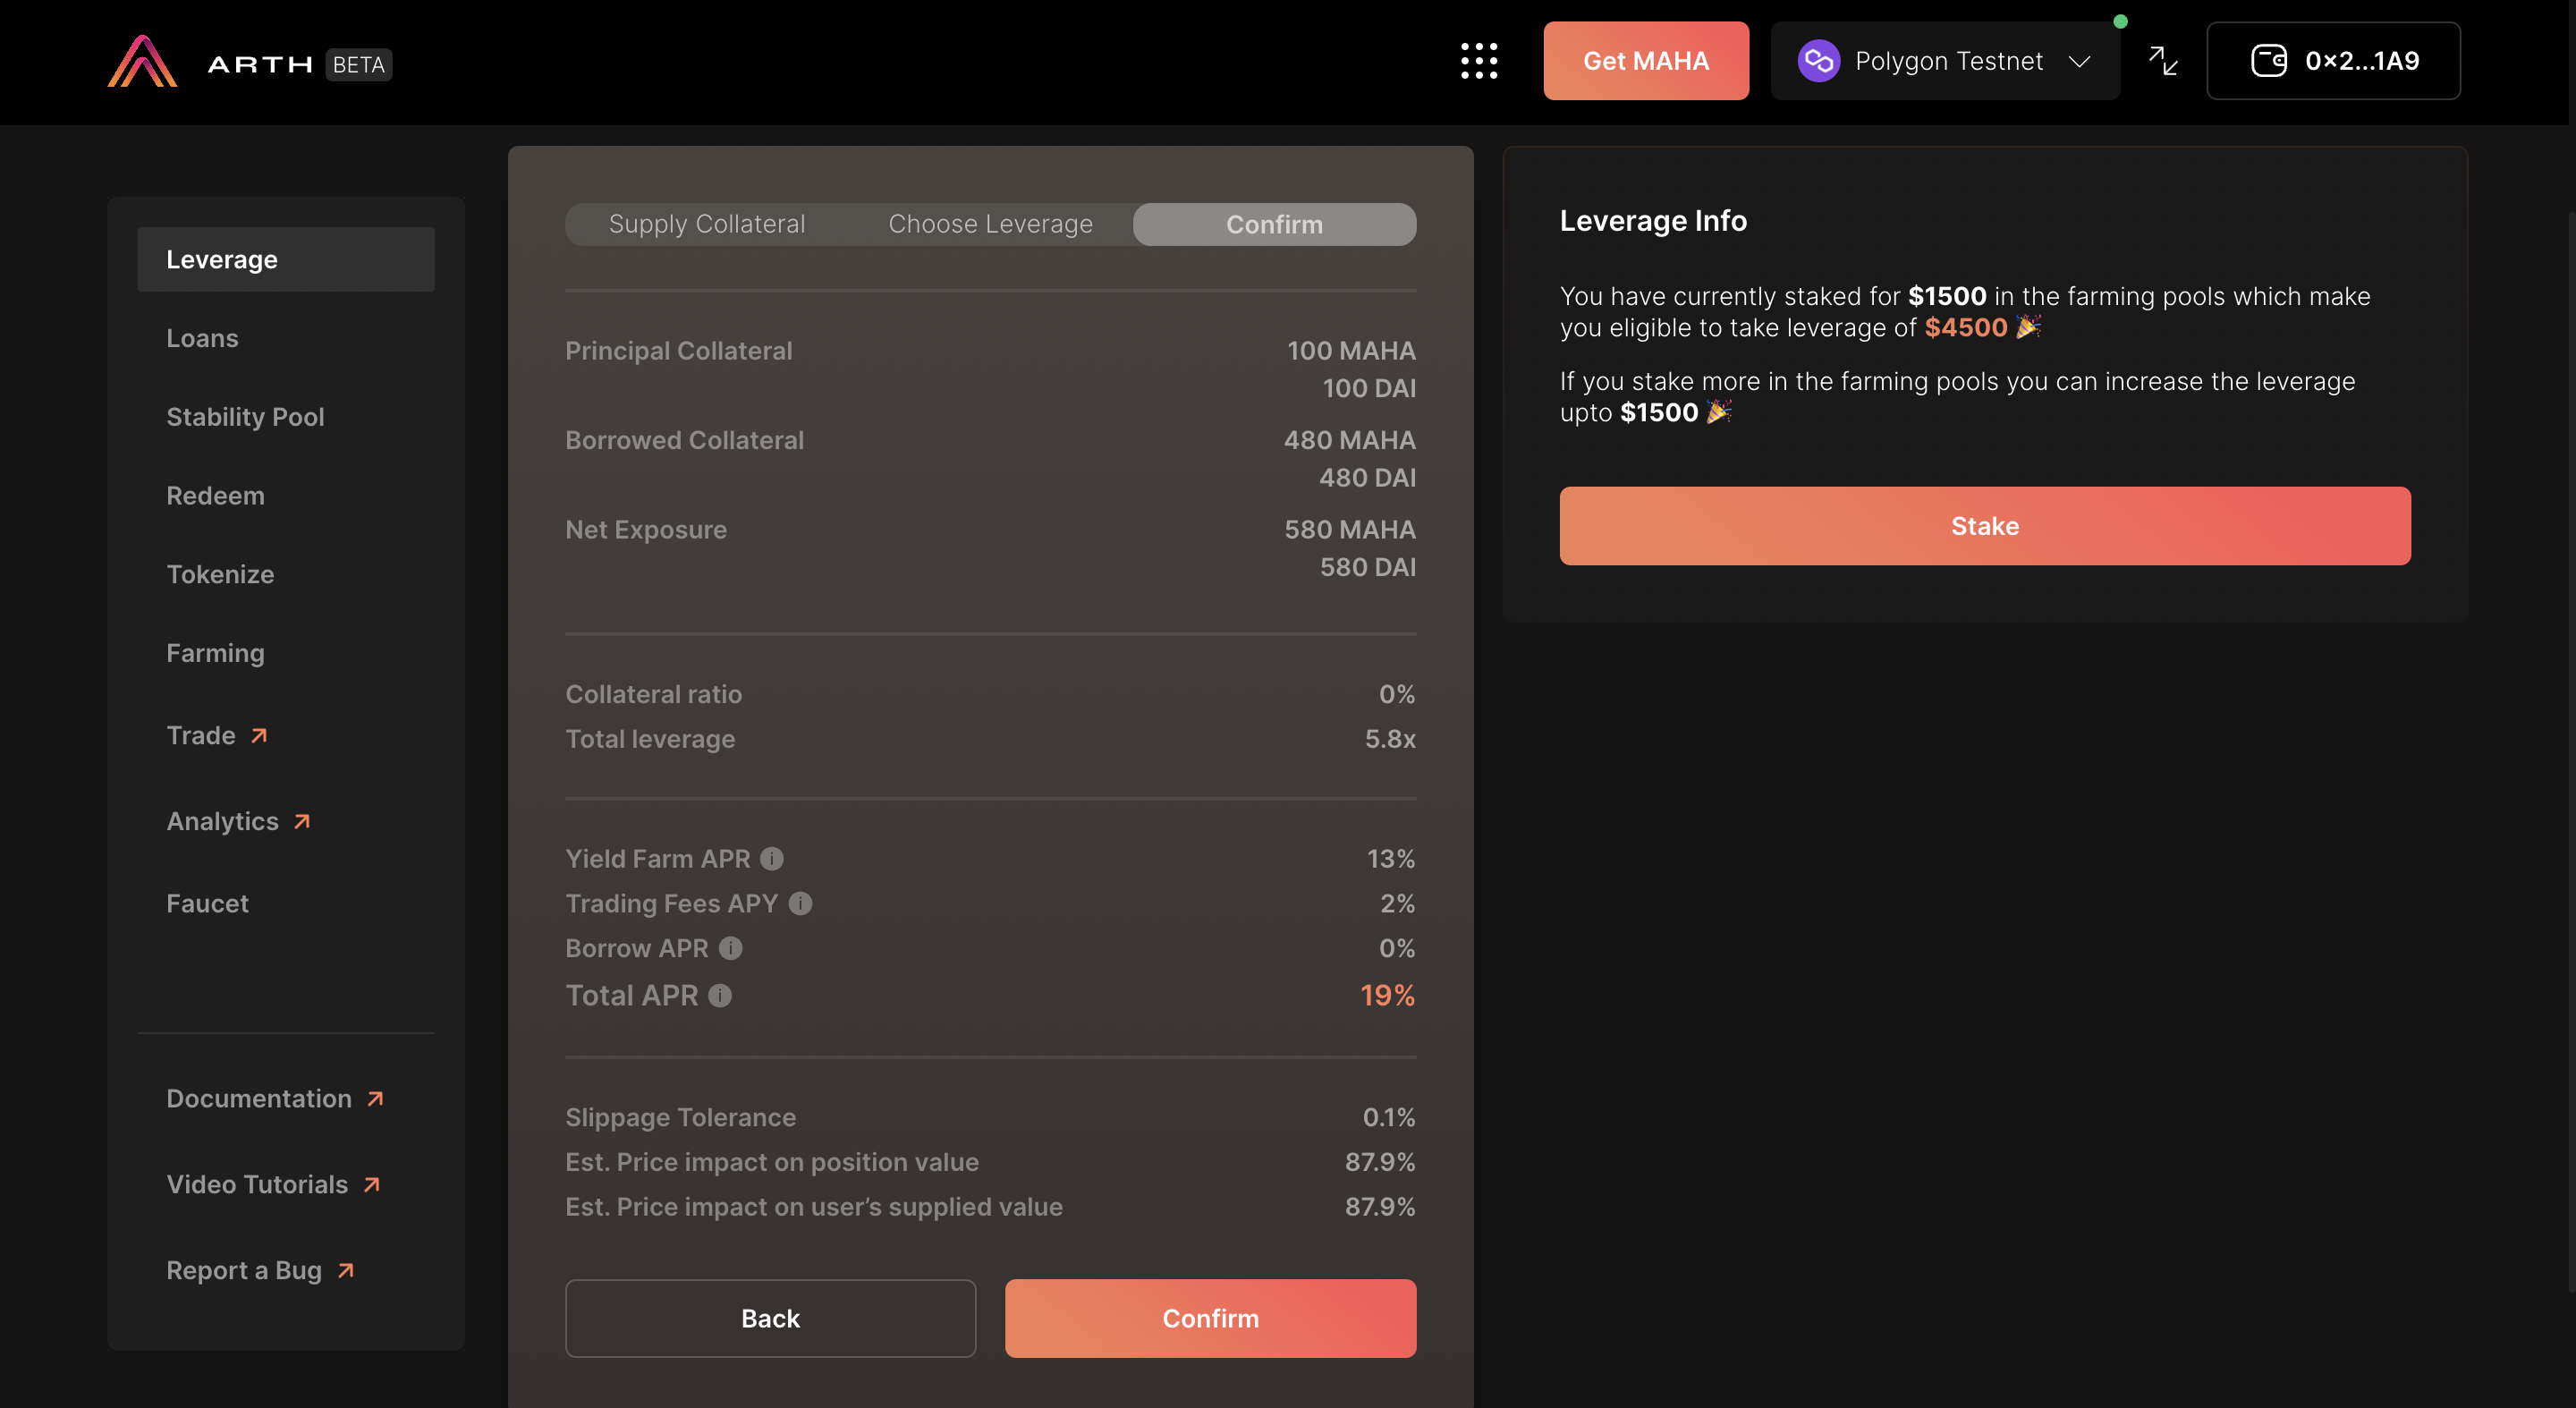 ARTH BETA
Get MAHA
Polygon Testnet
0×2...1A9
Leverage
Loans
Stability Pool
Redeem
Tokenize
Farming
Trade
Analytics
Faucet
Documentation
Video Tutorials
Report a Bug
Supply Collateral Choose Leverage Confirm
Principal Collateral 100 MAHA
100 DAI
Borrowed Collateral 480 MAHA
480 DAI
Net Exposure 580 MAHA
580 DAI
Collateral ratio 0%
Total leverage 5.8x
Yield Farm APR 13%
Trading Fees APY 2%
Borrow APR 0%
Total APR 19%
Slippage Tolerance 0.1%
Est. Price impact on position value 87.9%
Est. Price impact on user’s supplied value 87.9%
Back Confirm
Leverage Info
You have currently staked for $1500 in the farming pools which make
you eligible to take leverage of $4500 🎉
If you stake more in the farming pools you can increase the leverage
upto $1500 🎉
Stake